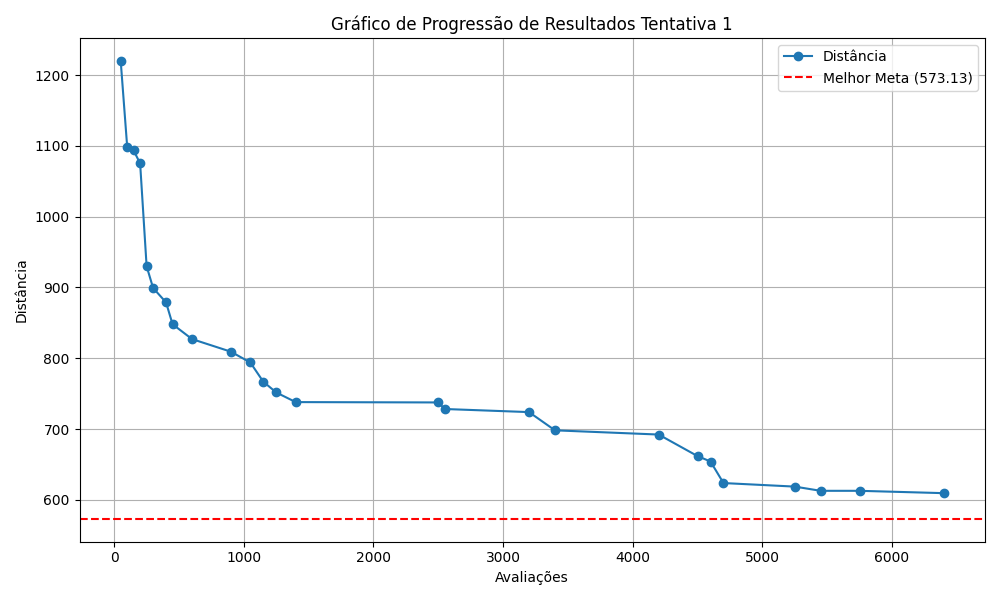 Gráfico de Progressão de Resultados Tentativa 1
Distância
Melhor Meta (573.13)
1200
1100
1000
900
800
700
600
Distância
0 1000 2000 3000 4000 5000 6000
Avaliações